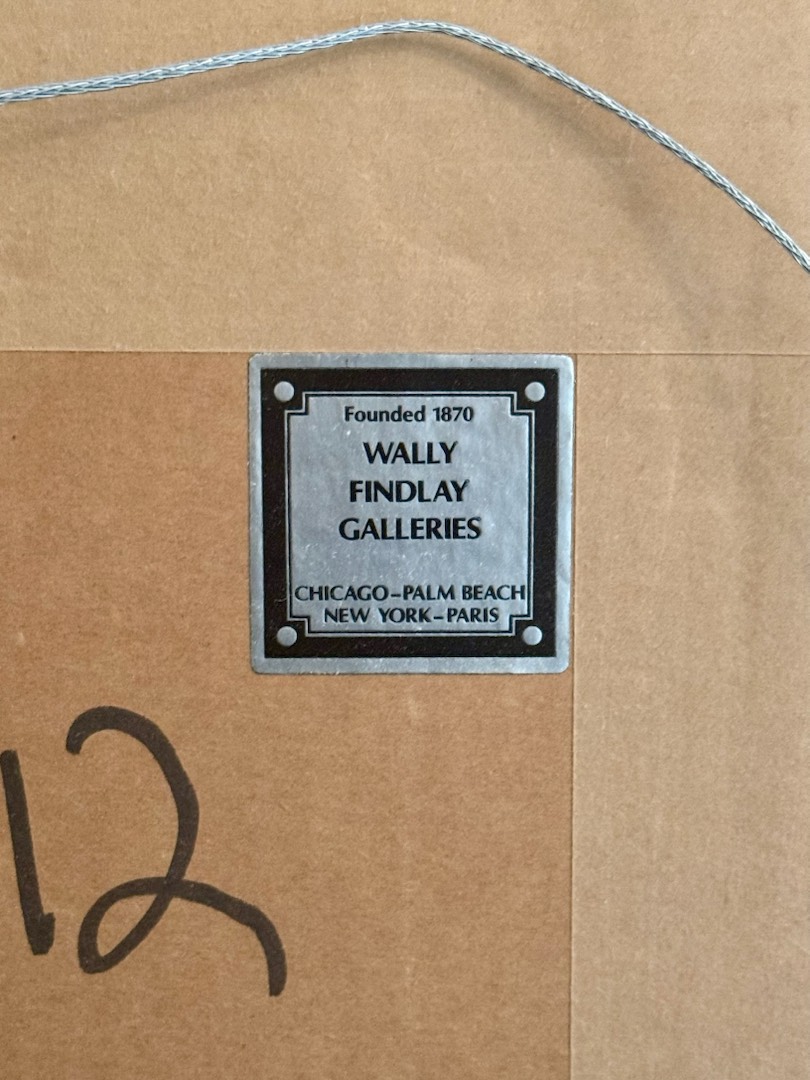 Founded 1870
WALLY
FINDLAY
GALLERIES
CHICAGO–PALM BEACH
NEW YORK–PARIS
12